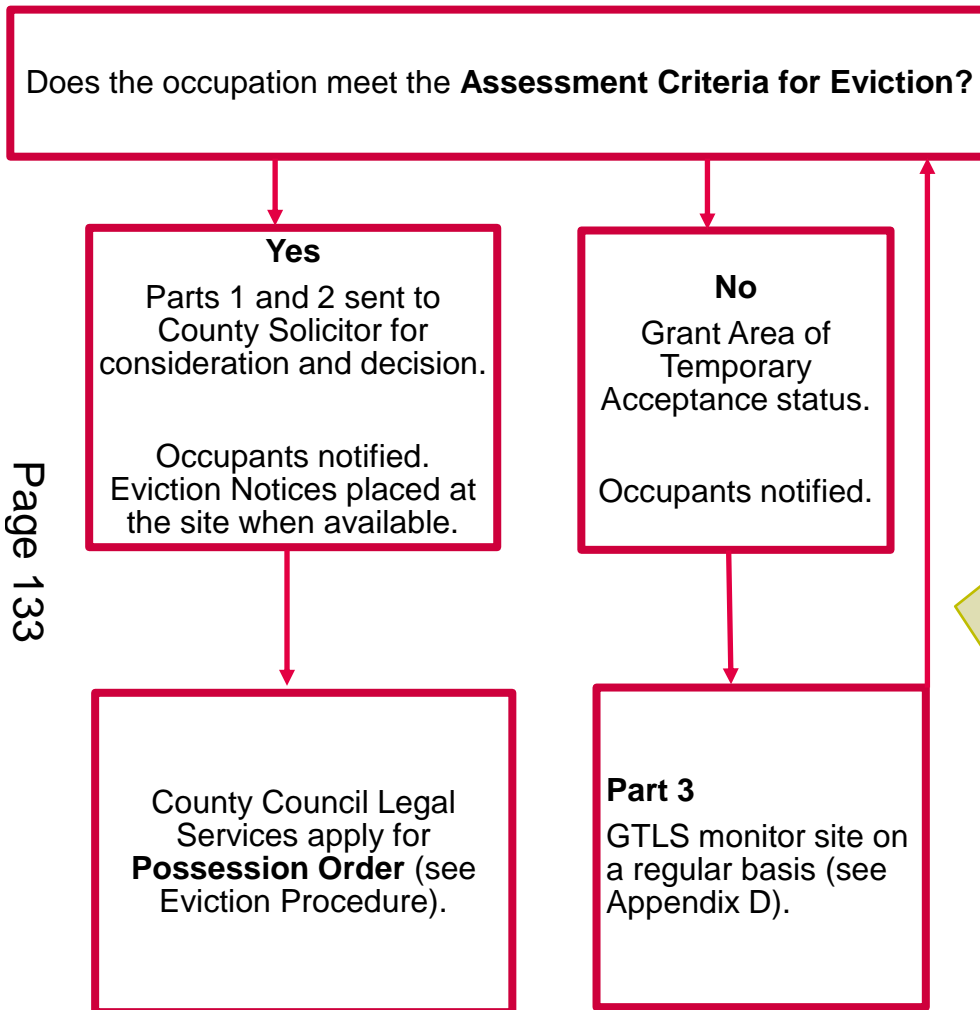 Does the occupation meet the Assessment Criteria for Eviction?
Yes
Parts 1 and 2 sent to
County Solicitor for
consideration and decision.
Occupants notified.
Eviction Notices placed at
the site when available.
No
Grant Area of
Temporary
Acceptance status.
Occupants notified.
County Council Legal
Services apply for
Possession Order (see
Eviction Procedure).
Part 3
GTLS monitor site on
a regular basis (see
Appendix D).
Page 133